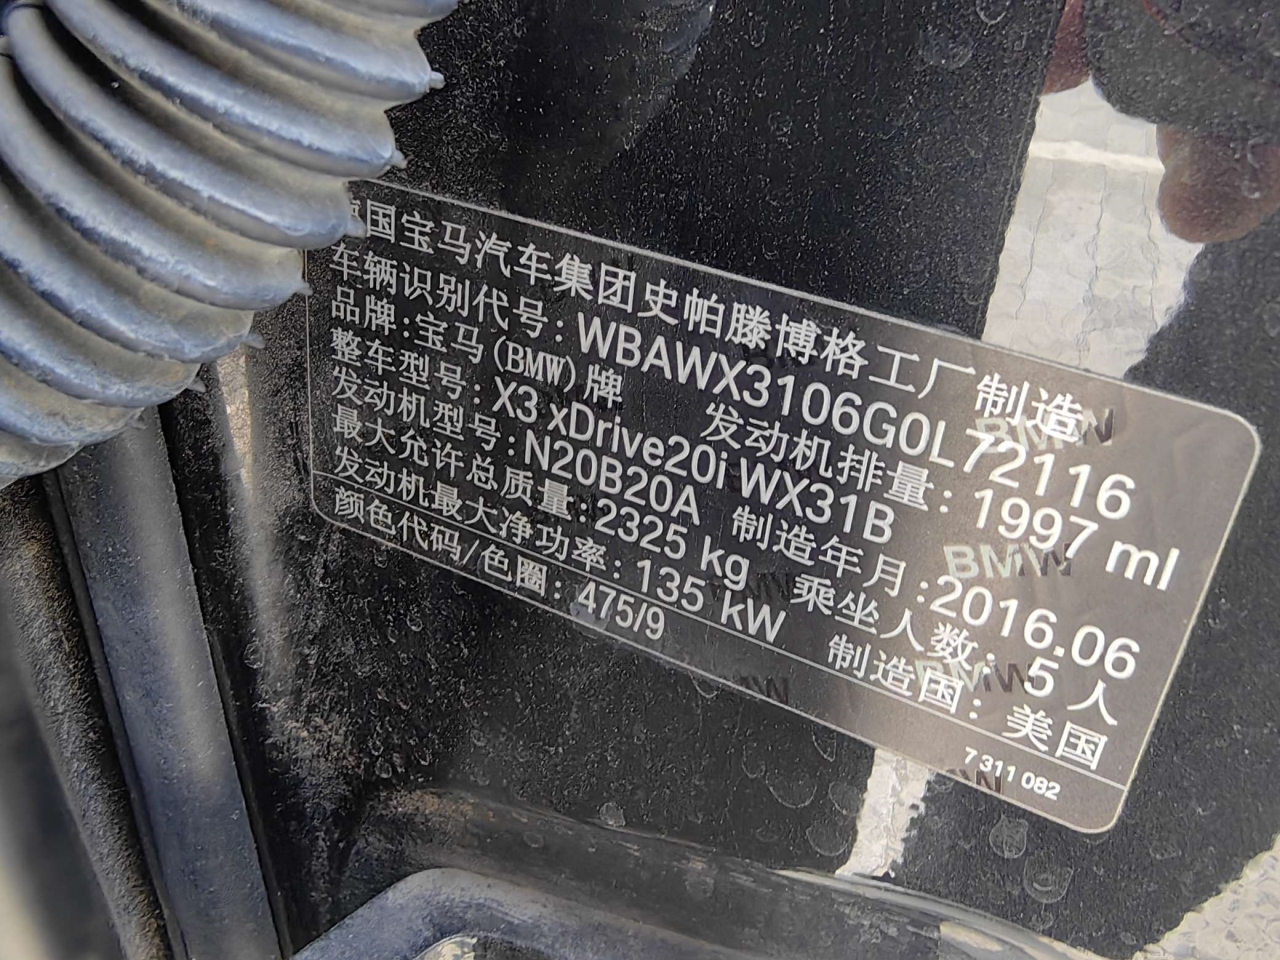 德国宝马汽车集团史帕滕博格工厂制造
车辆识别代号：WBAWX3106G0L72116
品牌：宝马(BMW)牌 发动机排量：1997 ml
整车型号：X3 xDrive20i WX31B
发动机型号：N20B20A 制造年月：2016.06
最大允许总质量：2325 kg 乘坐人数：5 人
发动机最大净功率：135 kW 制造国：美国
颜色代码/色圈：475/9
7 311 082
BMW
BMW
BMW
BMW